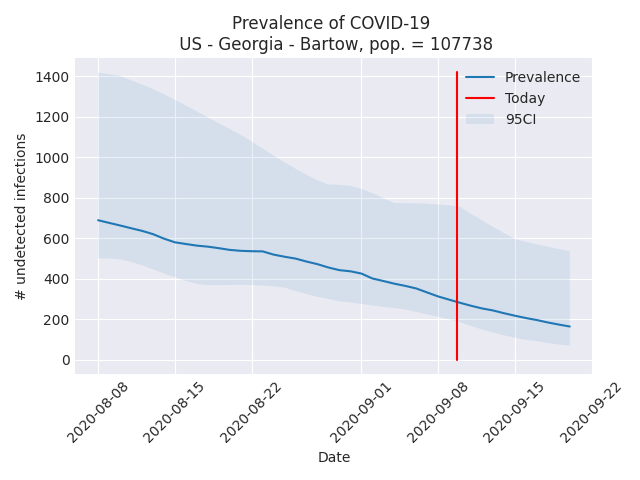 Prevalence of COVID-19
US - Georgia - Bartow, pop. = 107738
Prevalence
Today
95CI
1400
1200
1000
800
600
400
200
0
# undetected infections
2020-08-08
2020-08-15
2020-08-22
2020-09-01
2020-09-08
2020-09-15
2020-09-22
Date